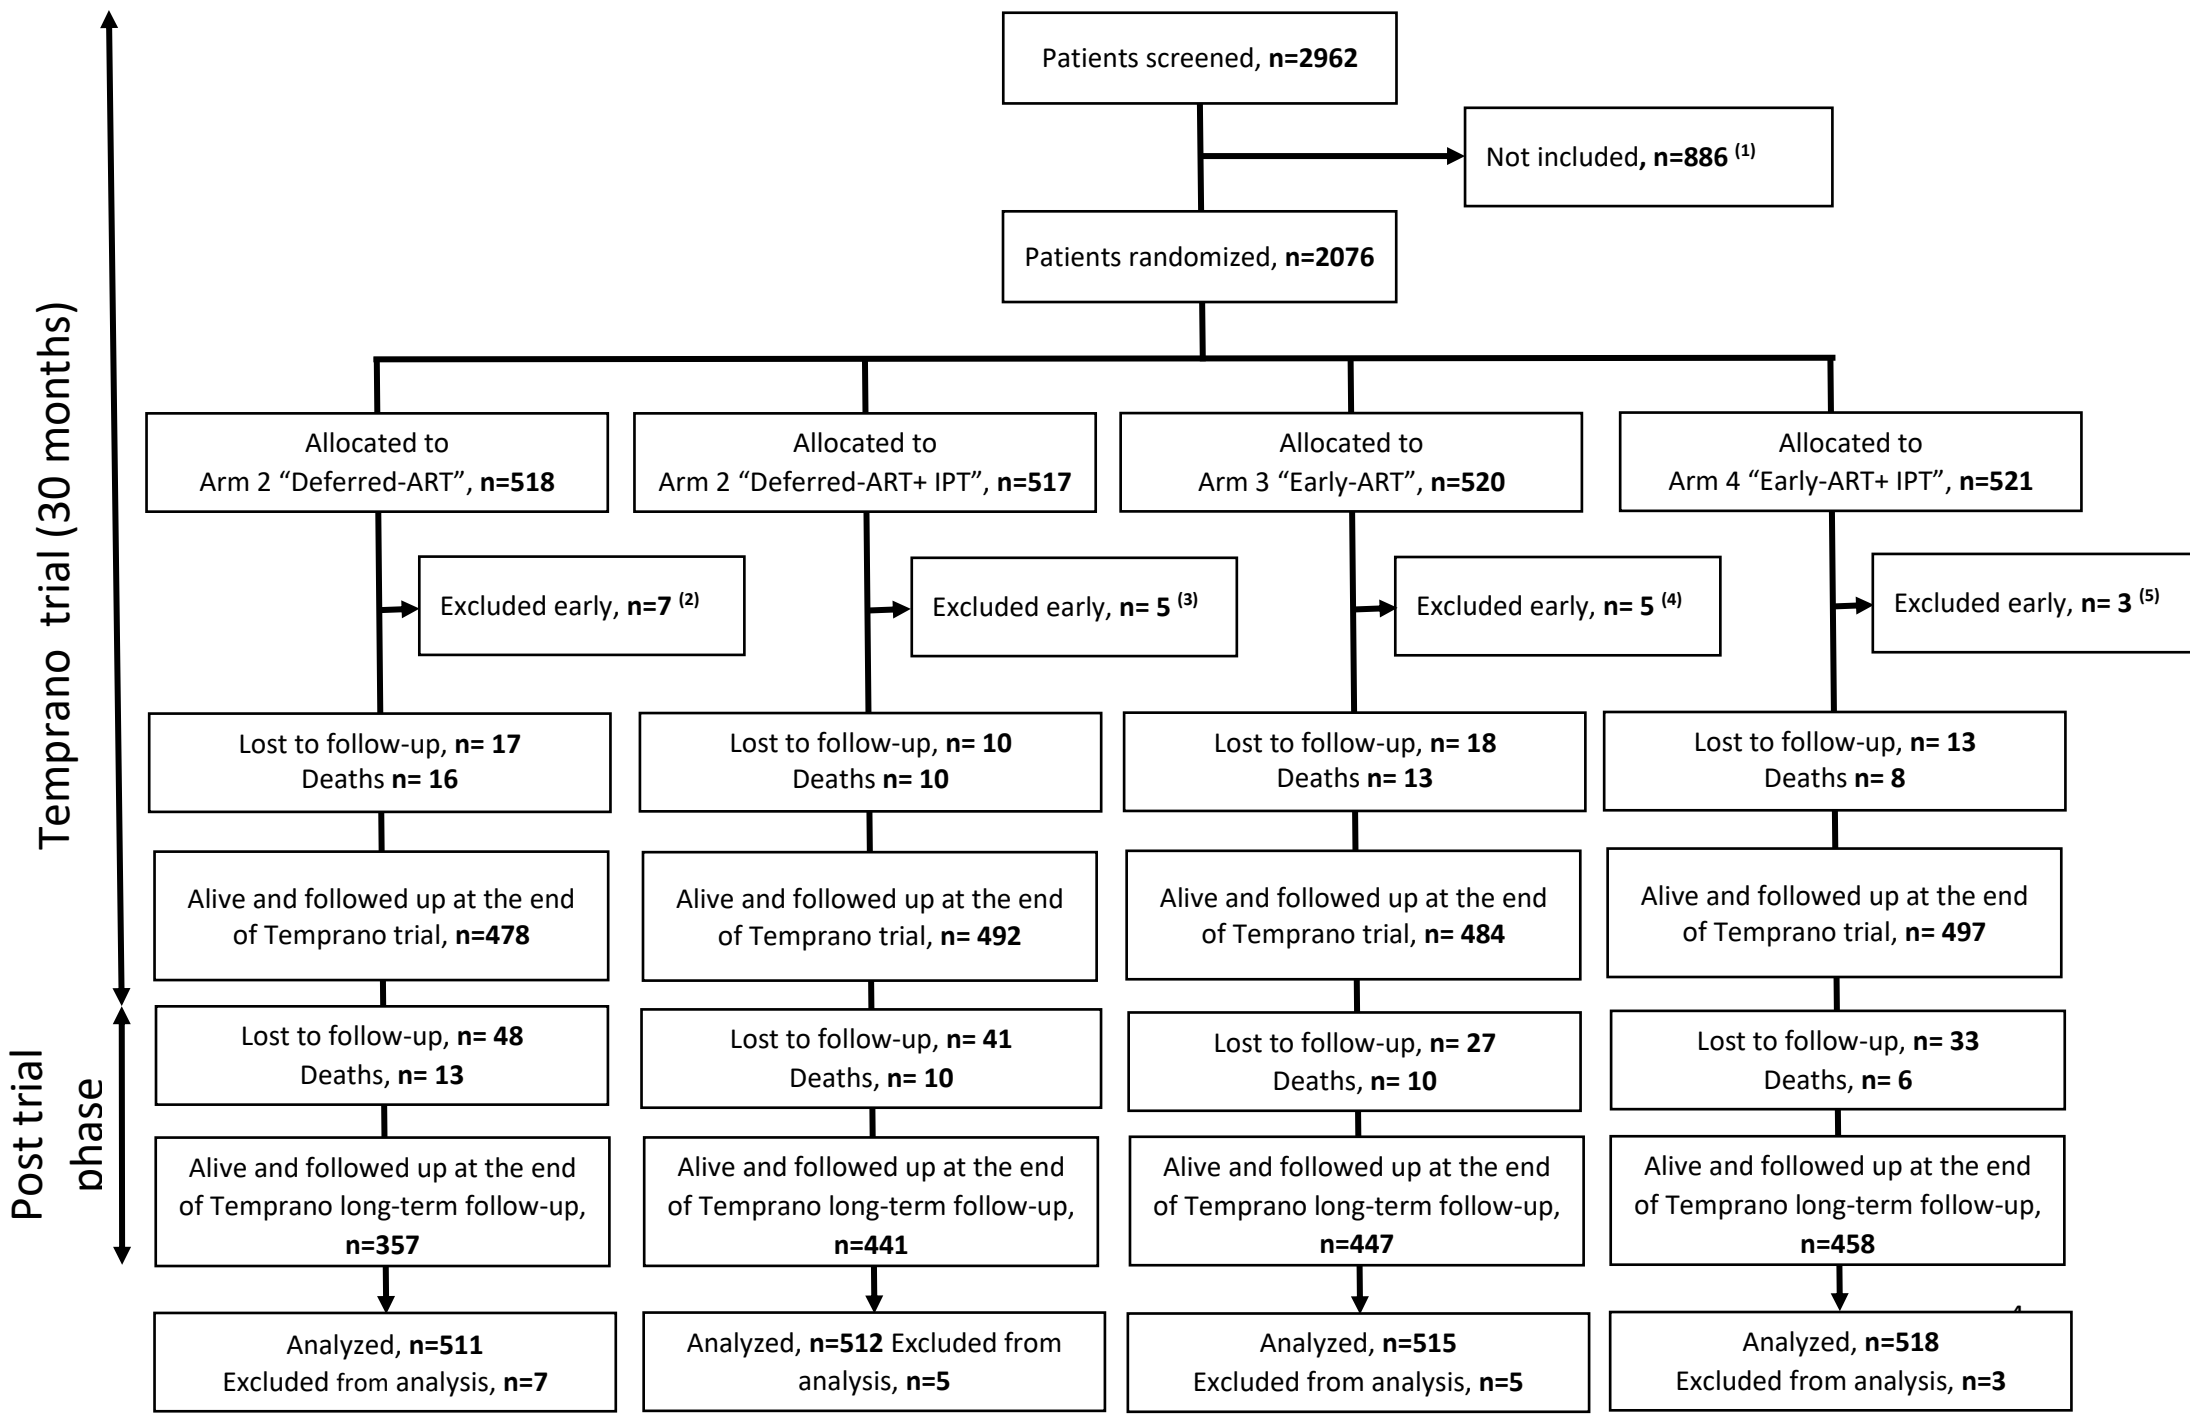 Patients screened, n=2962
Not included, n=886 (1)
Patients randomized, n=2076
Temprano trial (30 months)
Allocated to
Arm 2 “Deferred-ART”, n=518
Allocated to
Arm 2 “Deferred-ART+ IPT”, n=517
Allocated to
Arm 3 “Early-ART”, n=520
Allocated to
Arm 4 “Early-ART+ IPT”, n=521
Excluded early, n=7 (2)
Excluded early, n= 5 (3)
Excluded early, n= 5 (4)
Excluded early, n= 3 (5)
Lost to follow-up, n= 17
Deaths n= 16
Lost to follow-up, n= 10
Deaths n= 10
Lost to follow-up, n= 18
Deaths n= 13
Lost to follow-up, n= 13
Deaths n= 8
Alive and followed up at the end
of Temprano trial, n=478
Alive and followed up at the end
of Temprano trial, n= 492
Alive and followed up at the end
of Temprano trial, n= 484
Alive and followed up at the end
of Temprano trial, n= 497
Post trial
phase
Lost to follow-up, n= 48
Deaths, n= 13
Lost to follow-up, n= 41
Deaths, n= 10
Lost to follow-up, n= 27
Deaths, n= 10
Lost to follow-up, n= 33
Deaths, n= 6
Alive and followed up at the end
of Temprano long-term follow-up,
n=357
Alive and followed up at the end
of Temprano long-term follow-up,
n=441
Alive and followed up at the end
of Temprano long-term follow-up,
n=447
Alive and followed up at the end
of Temprano long-term follow-up,
n=458
Analyzed, n=511
Excluded from analysis, n=7
Analyzed, n=512 Excluded from
analysis, n=5
Analyzed, n=515
Excluded from analysis, n=5
Analyzed, n=518
Excluded from analysis, n=3